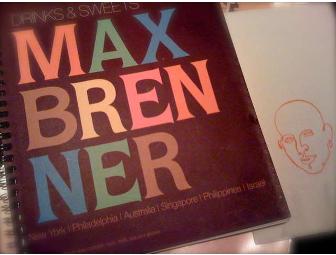 DRINKS & SWEETS
MAX
BREN
NER
New York | Philadelphia | Australia | Singapore | Philippines | Israel